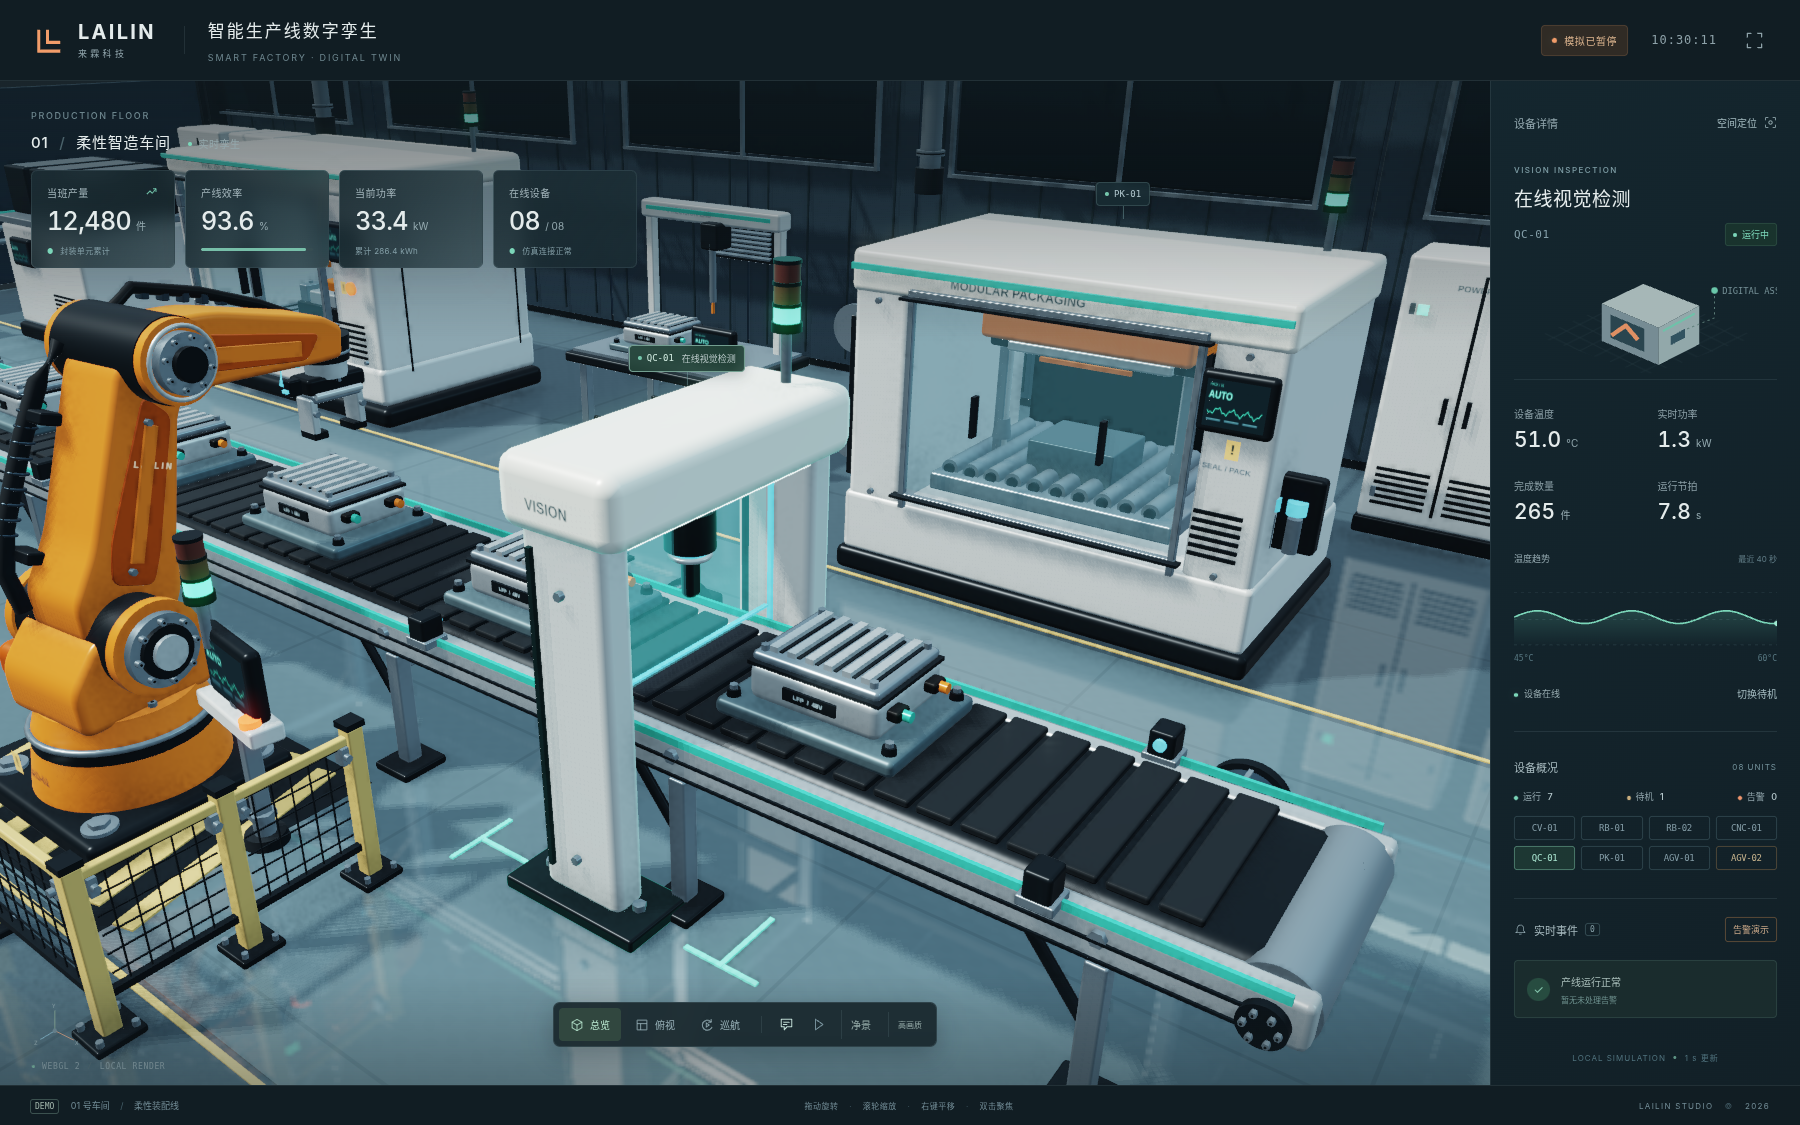 LAILIN
来霖科技
智能生产线数字孪生
SMART FACTORY · DIGITAL TWIN
模拟已暂停
10:30:11
PRODUCTION FLOOR
01 / 柔性智造车间
当班产量
12,480 件
封装单元累计
产线效率
93.6 %
当前功率
33.4 kW
累计 286.4 kWh
在线设备
08 / 08
仿真连接正常
PK-01
QC-01 在线视觉检测
MODULAR PACKAGING
AUTO
SEAL / PACK
VISION
AUTO
设备详情
空间定位
VISION INSPECTION
在线视觉检测
QC-01
运行中
DIGITAL ASS
设备温度
51.0 °C
实时功率
1.3 kW
完成数量
265 件
运行节拍
7.8 s
温度趋势
最近 40 秒
45°C
60°C
设备在线
切换待机
设备概况
08 UNITS
运行 7
待机 1
告警 0
CV-01
RB-01
RB-02
CNC-01
QC-01
PK-01
AGV-01
AGV-02
实时事件 0
告警演示
产线运行正常
暂无未处理告警
LOCAL SIMULATION • 1 s 更新
总览
俯视
巡航
净景
高画质
WEBGL 2 LOCAL RENDER
DEMO 01 号车间 / 柔性装配线
拖动旋转 · 滚轮缩放 · 右键平移 · 双击聚焦
LAILIN STUDIO © 2026